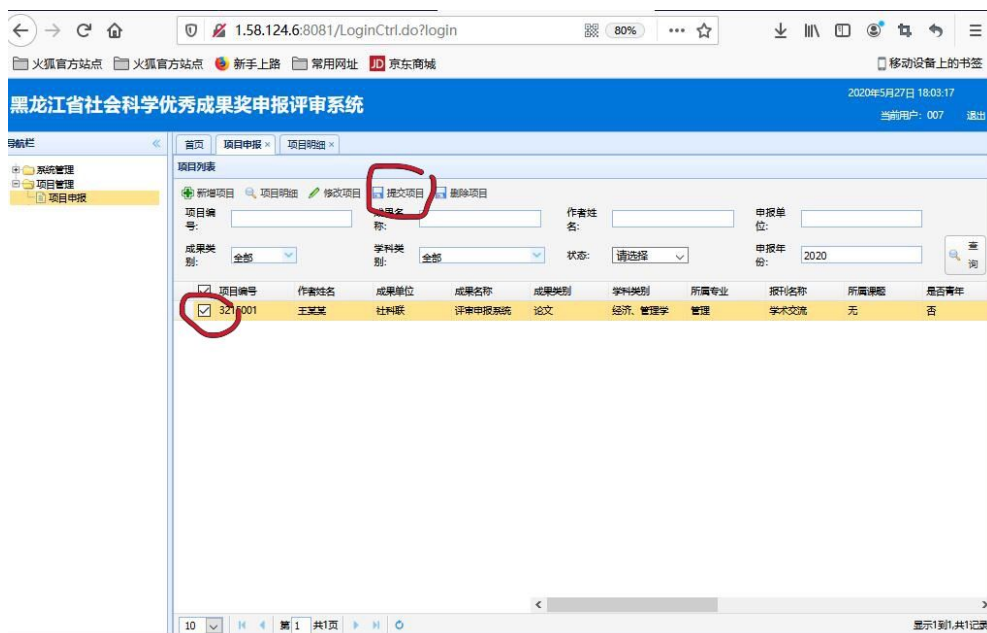 1.58.124.6:8081/LoginCtrl.do?login 80%
火狐官方站点 火狐官方站点 新手上路 常用网址 JD 京东商城 移动设备上的书签
黑龙江省社会科学优秀成果奖申报评审系统
2020年5月27日 18:03:17
当前用户: 007 退出
导航栏
系统管理
项目管理
项目申报
首页 项目申报 × 项目明细 ×
项目列表
新增项目 项目明细 修改项目 提交项目 删除项目
项目编号: 成果名称: 作者姓名: 申报单位:
成果类别: 全部 学科类别: 全部 状态: 请选择 申报年份: 2020 查询
项目编号 作者姓名 成果单位 成果名称 成果类别 学科类别 所属专业 报刊名称 所属课题 是否青年
3215001 王某某 社科联 评审申报系统 论文 经济、管理学 管理 学术交流 无 否
10 第 1 共1页 显示1到1,共1记录